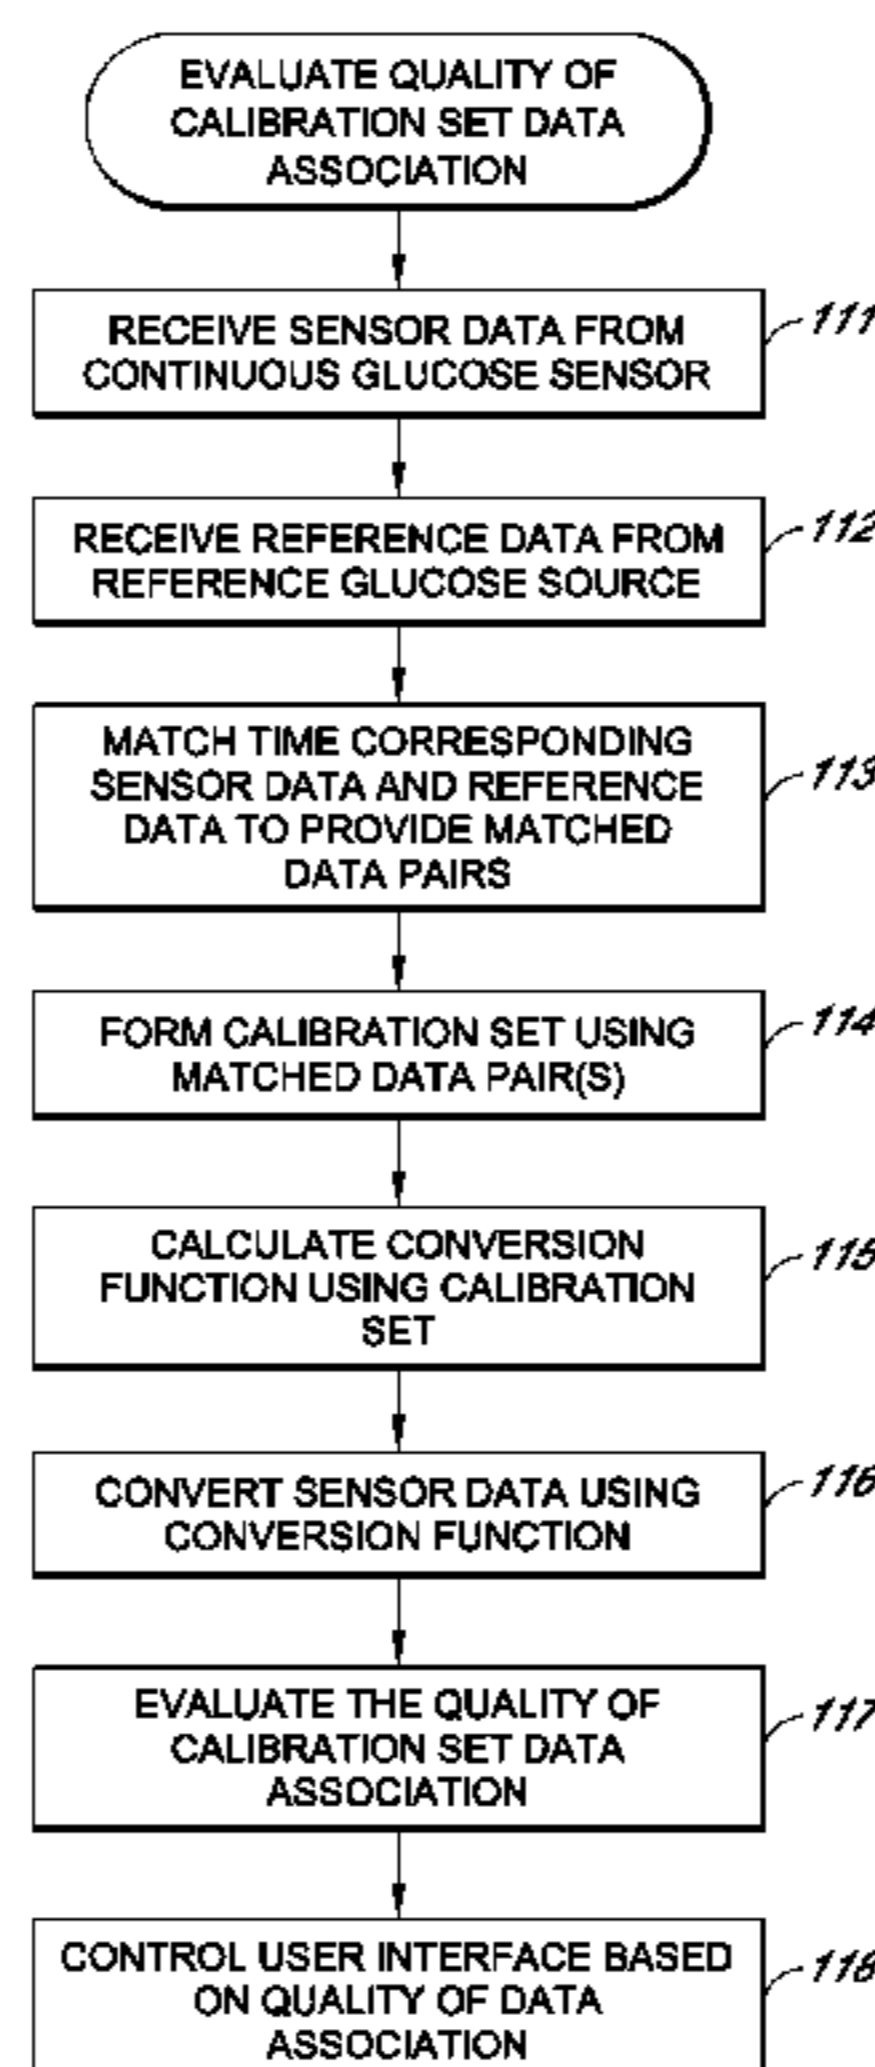 EVALUATE QUALITY OF
CALIBRATION SET DATA
ASSOCIATION
RECEIVE SENSOR DATA FROM
CONTINUOUS GLUCOSE SENSOR
111
RECEIVE REFERENCE DATA FROM
REFERENCE GLUCOSE SOURCE
112
MATCH TIME CORRESPONDING
SENSOR DATA AND REFERENCE
DATA TO PROVIDE MATCHED
DATA PAIRS
113
FORM CALIBRATION SET USING
MATCHED DATA PAIR(S)
114
CALCULATE CONVERSION
FUNCTION USING CALIBRATION
SET
115
CONVERT SENSOR DATA USING
CONVERSION FUNCTION
116
EVALUATE THE QUALITY OF
CALIBRATION SET DATA
ASSOCIATION
117
CONTROL USER INTERFACE BASED
ON QUALITY OF DATA
ASSOCIATION
118